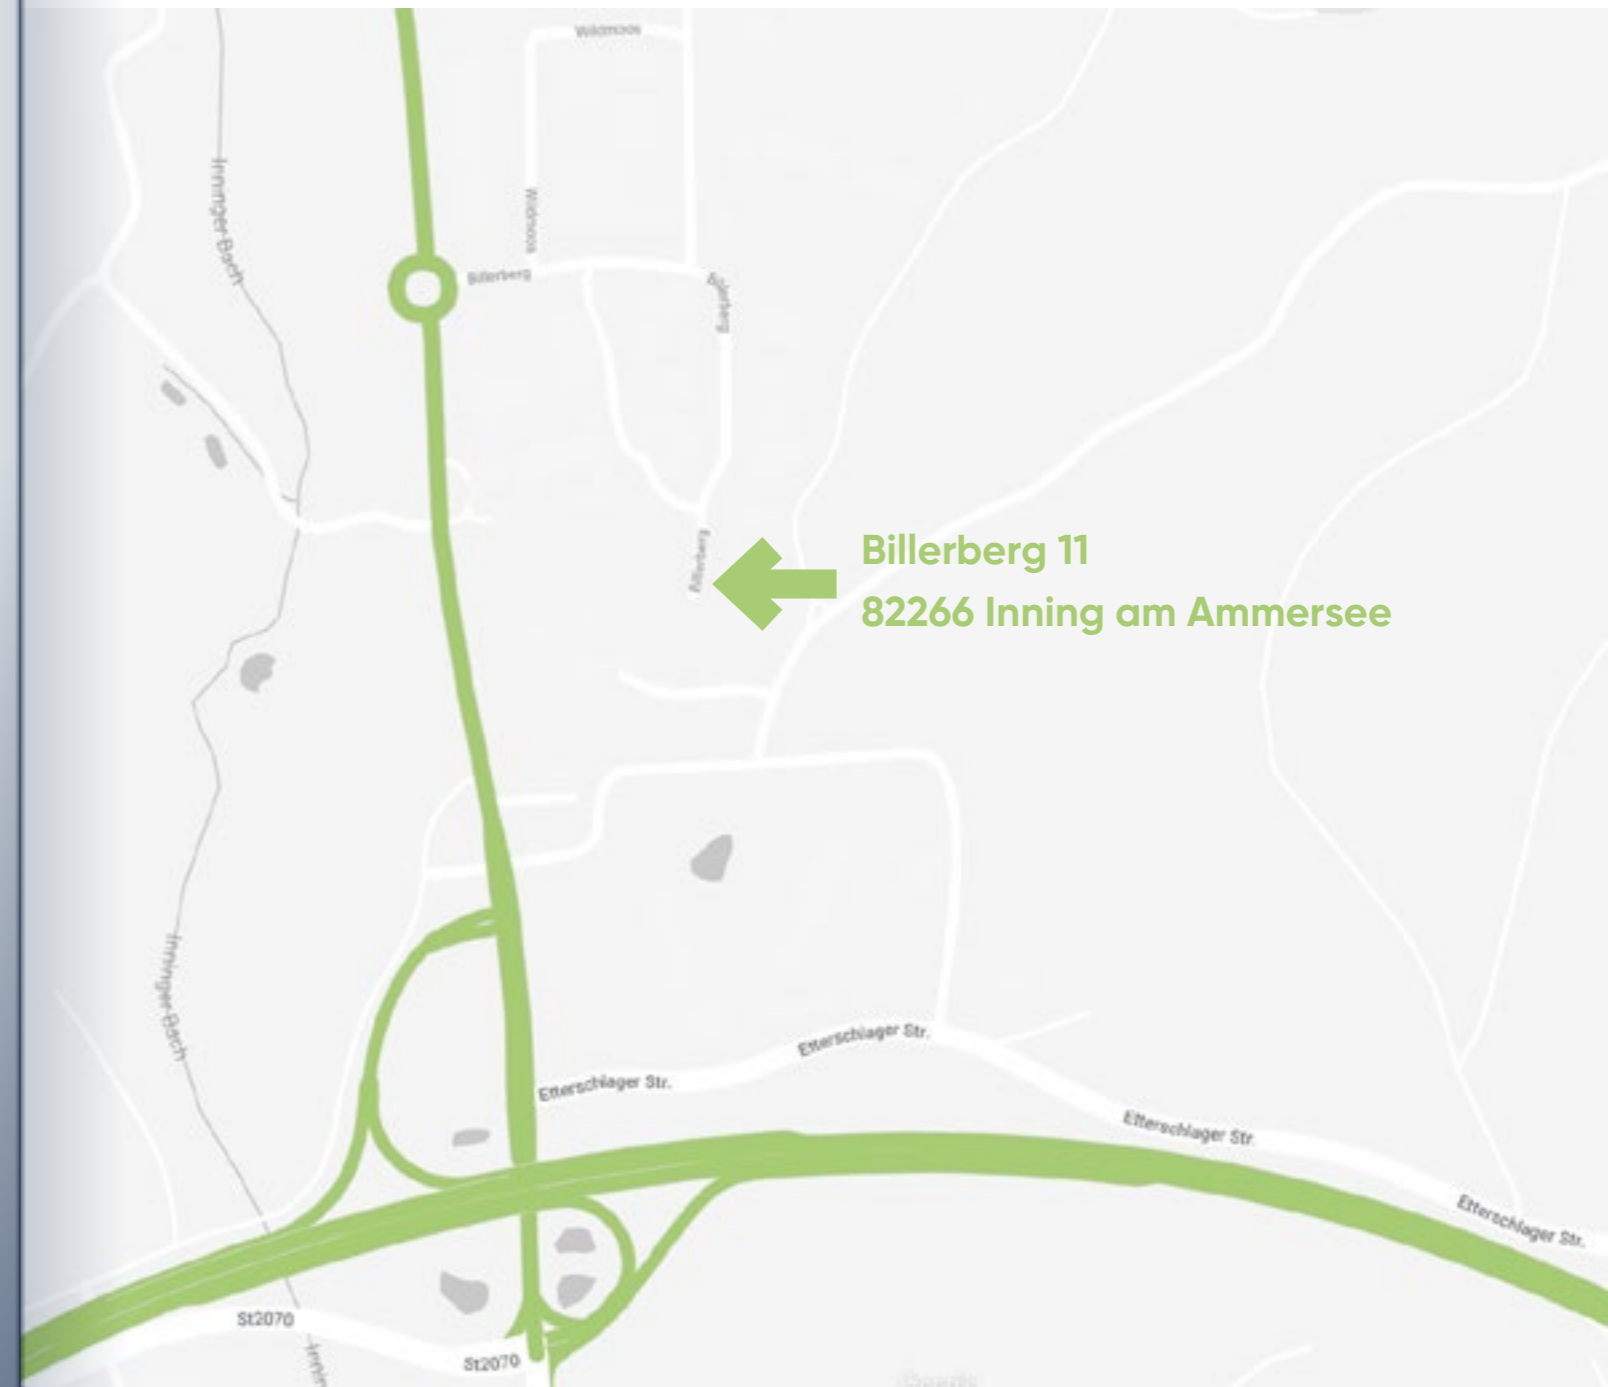 Wildmoos
Inninger-Bach
Wildmoos
Billerberg
Billerberg
Billerberg
Billerberg 11
82266 Inning am Ammersee
Inninger-Bach
Etterschlager Str.
Etterschlager Str.
Etterschlager Str.
Etterschlager Str.
St2070
St2070